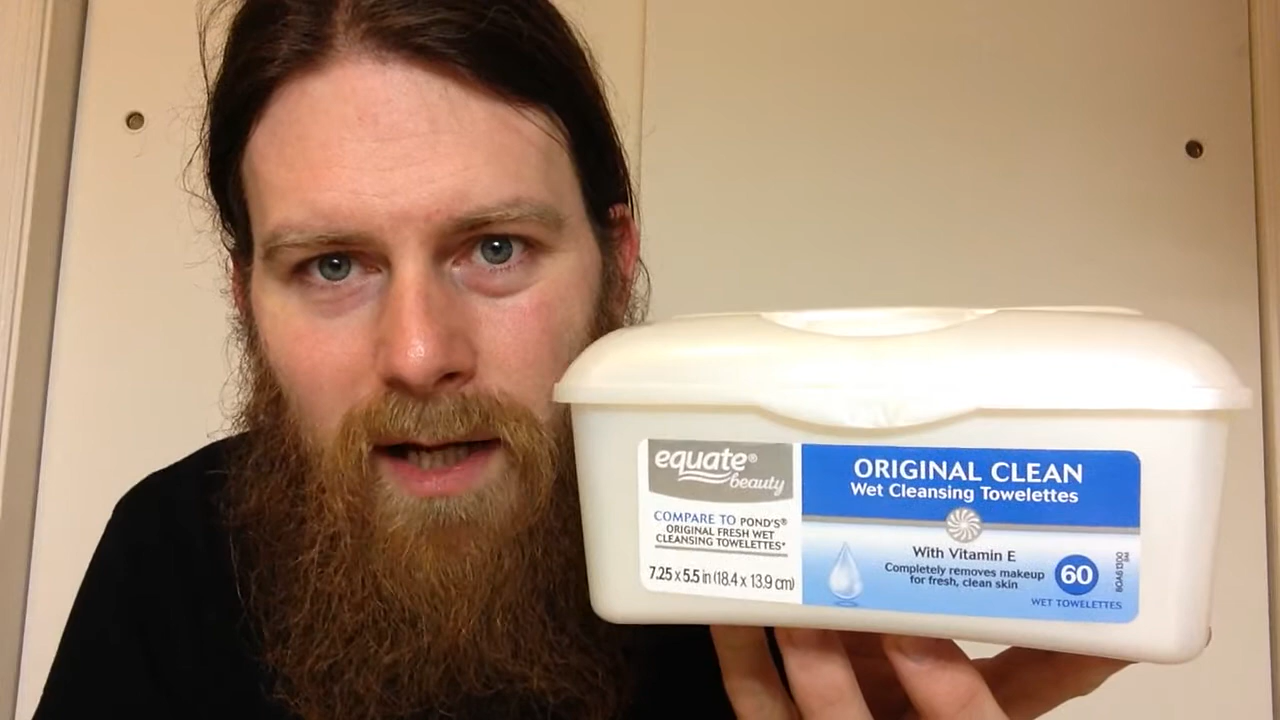 equate®
beauty
COMPARE TO POND'S®
ORIGINAL FRESH WET
CLEANSING TOWELETTES*
7.25 x 5.5 in (18.4 x 13.9 cm)
ORIGINAL CLEAN
Wet Cleansing Towelettes
With Vitamin E
Completely removes makeup
for fresh, clean skin
60
WET TOWELETTES